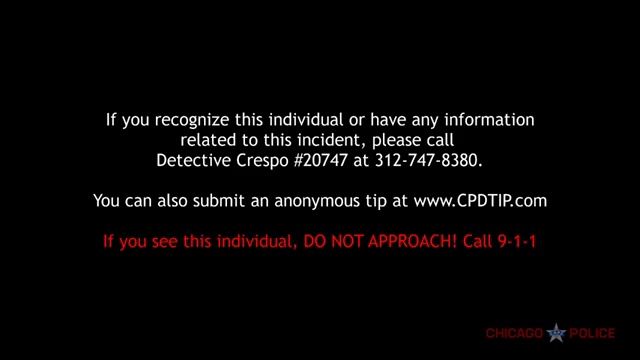 If you recognize this individual or have any information
related to this incident, please call
Detective Crespo #20747 at 312-747-8380.
You can also submit an anonymous tip at www.CPDTIP.com
If you see this individual, DO NOT APPROACH! Call 9-1-1
CHICAGO POLICE